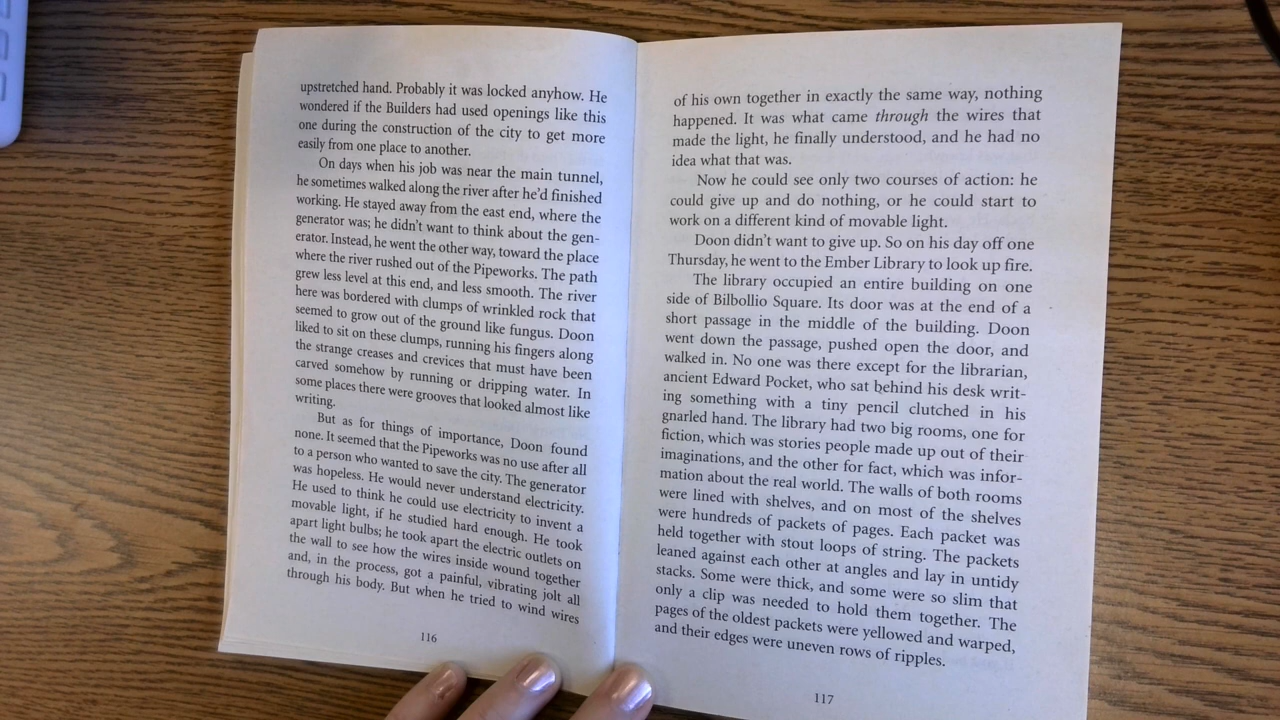 upstretched hand. Probably it was locked anyhow. He
wondered if the Builders had used openings like this
one during the construction of the city to get more
easily from one place to another.
On days when his job was near the main tunnel,
he sometimes walked along the river after he'd finished
working. He stayed away from the east end, where the
generator was; he didn't want to think about the gen-
erator. Instead, he went the other way, toward the place
where the river rushed out of the Pipeworks. The path
grew less level at this end, and less smooth. The river
here was bordered with clumps of wrinkled rock that
seemed to grow out of the ground like fungus. Doon
liked to sit on these clumps, running his fingers along
the strange creases and crevices that must have been
carved somehow by running or dripping water. In
some places there were grooves that looked almost like
writing.
But as for things of importance, Doon found
none. It seemed that the Pipeworks was no use after all
to a person who wanted to save the city. The generator
was hopeless. He would never understand electricity.
He used to think he could use electricity to invent a
movable light, if he studied hard enough. He took
apart light bulbs; he took apart the electric outlets on
the wall to see how the wires inside wound together
and, in the process, got a painful, vibrating jolt all
through his body. But when he tried to wind wires
116
of his own together in exactly the same way, nothing
happened. It was what came through the wires that
made the light, he finally understood, and he had no
idea what that was.
Now he could see only two courses of action: he
could give up and do nothing, or he could start to
work on a different kind of movable light.
Doon didn't want to give up. So on his day off one
Thursday, he went to the Ember Library to look up fire.
The library occupied an entire building on one
side of Bilbollio Square. Its door was at the end of a
short passage in the middle of the building. Doon
went down the passage, pushed open the door, and
walked in. No one was there except for the librarian,
ancient Edward Pocket, who sat behind his desk writ-
ing something with a tiny pencil clutched in his
gnarled hand. The library had two big rooms, one for
fiction, which was stories people made up out of their
imaginations, and the other for fact, which was infor-
mation about the real world. The walls of both rooms
were lined with shelves, and on most of the shelves
were hundreds of packets of pages. Each packet was
held together with stout loops of string. The packets
leaned against each other at angles and lay in untidy
stacks. Some were thick, and some were so slim that
only a clip was needed to hold them together. The
pages of the oldest packets were yellowed and warped,
and their edges were uneven rows of ripples.
117